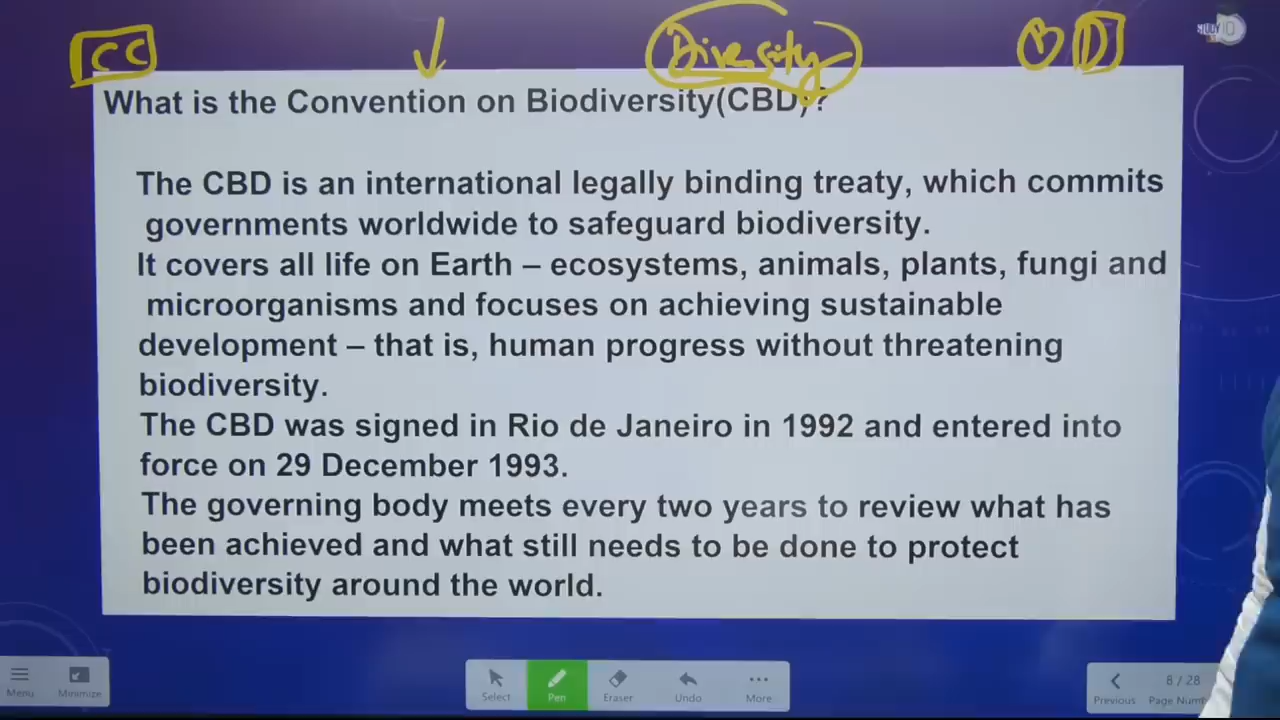 CC
Diversity
D
STUDY IQ
What is the Convention on Biodiversity(CBD)?
The CBD is an international legally binding treaty, which commits
governments worldwide to safeguard biodiversity.
It covers all life on Earth – ecosystems, animals, plants, fungi and
microorganisms and focuses on achieving sustainable
development – that is, human progress without threatening
biodiversity.
The CBD was signed in Rio de Janeiro in 1992 and entered into
force on 29 December 1993.
The governing body meets every two years to review what has
been achieved and what still needs to be done to protect
biodiversity around the world.
Menu
Minimize
Select
Pen
Eraser
Undo
More
Previous
8 / 28
Page Num